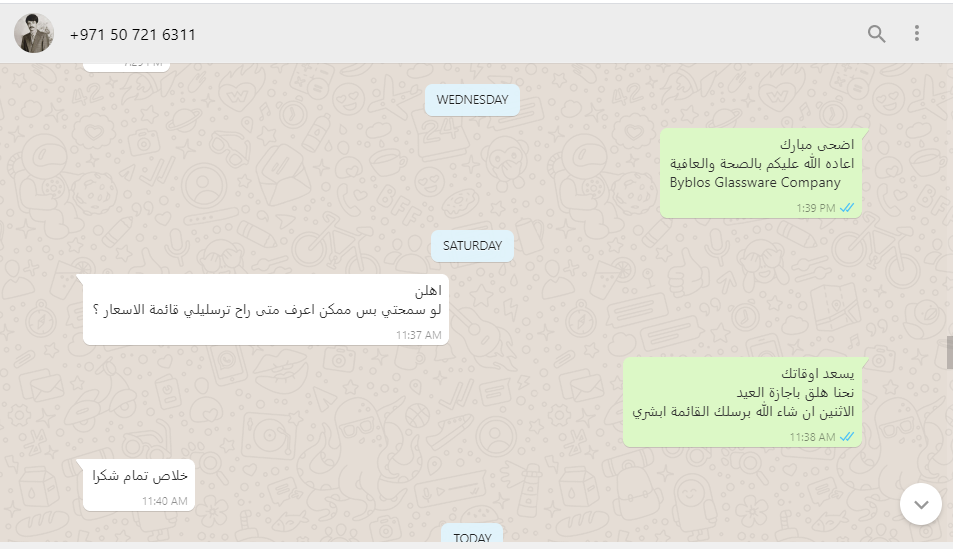 +971 50 721 6311
WEDNESDAY
اضحى مبارك
اعاده الله عليكم بالصحة والعافية
Byblos Glassware Company
1:39 PM
SATURDAY
اهلن
لو سمحتي بس ممكن اعرف متى راح ترسليلي قائمة الاسعار ؟
11:37 AM
يسعد اوقاتك
نحنا هلق باجازة العيد
الاثنين ان شاء الله برسلك القائمة ابشري
11:38 AM
خلاص تمام شكرا
11:40 AM
TODAY